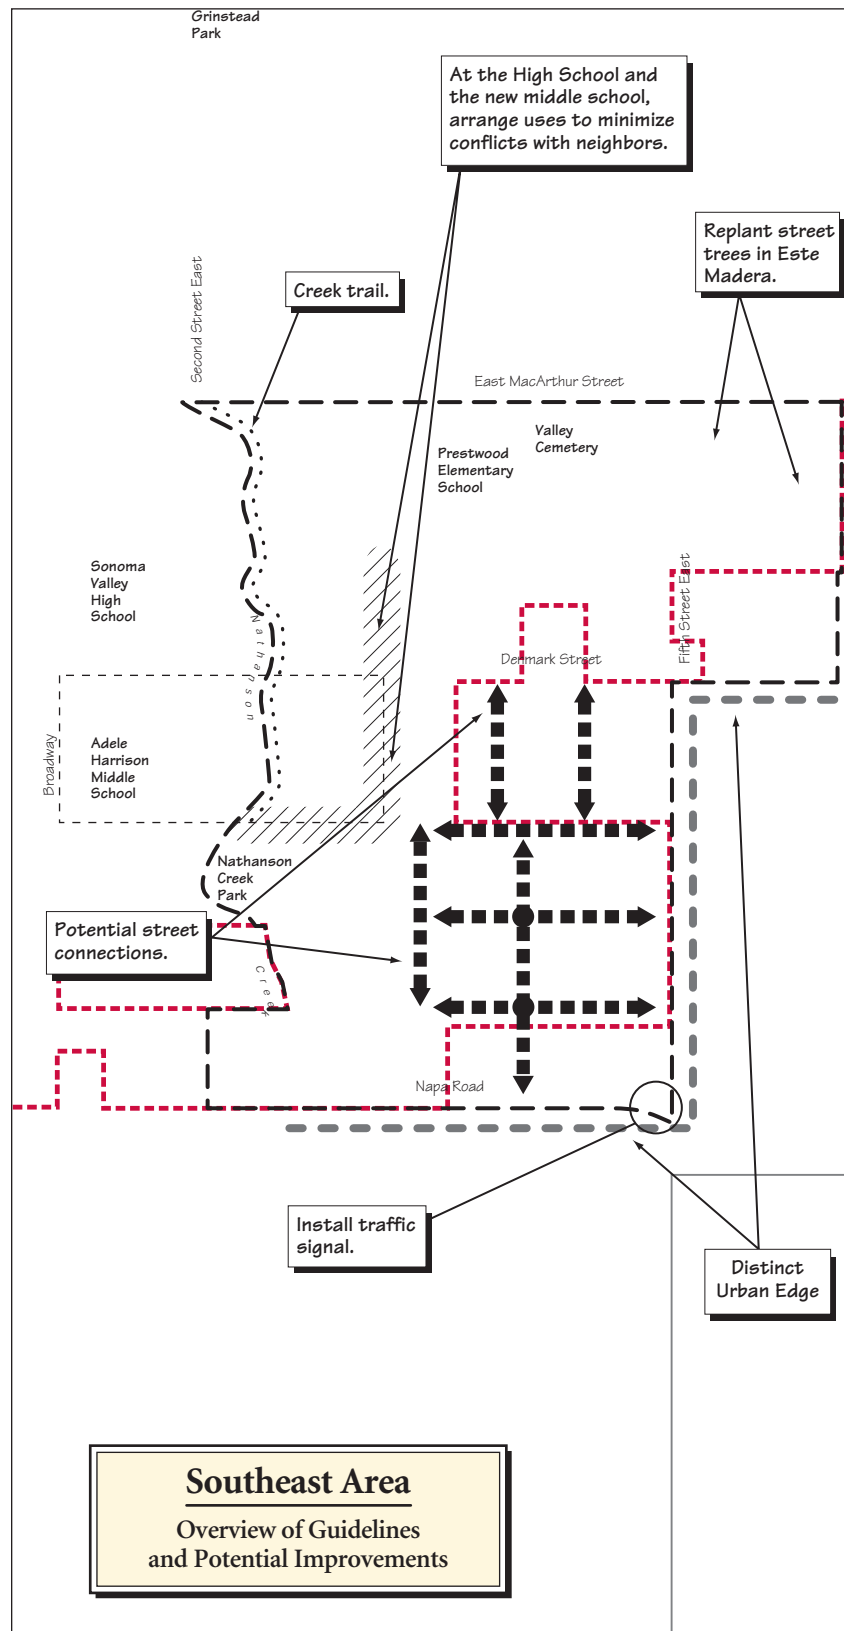 Grinstead
Park
At the High School and
the new middle school,
arrange uses to minimize
conflicts with neighbors.
Replant street
trees in Este
Madera.
Second Street East
Creek trail.
East MacArthur Street
Valley
Cemetery
Prestwood
Elementary
School
Sonoma
Valley
High
School
Nathanson
Fifth Street East
Denmark Street
Broadway
Adele
Harrison
Middle
School
Nathanson
Creek
Park
Potential street
connections.
Creek
Napa Road
Install traffic
signal.
Distinct
Urban Edge
Southeast Area
Overview of Guidelines
and Potential Improvements